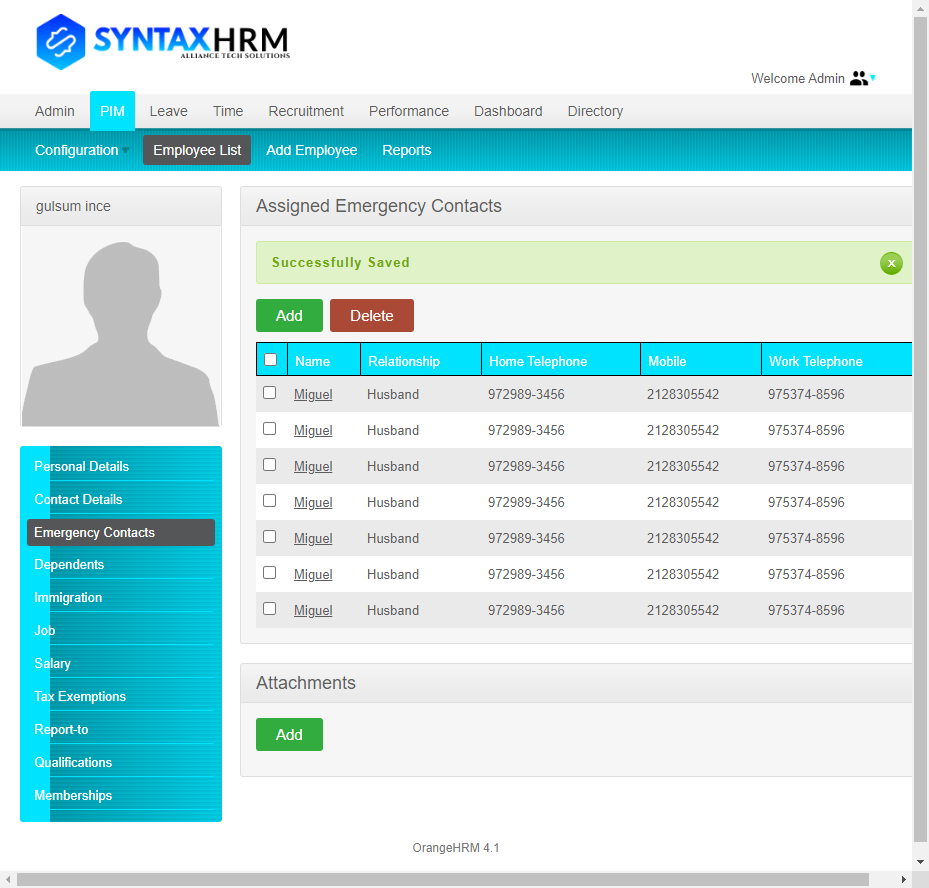 SYNTAXHRM
ALLIANCE TECH SOLUTIONS
Welcome Admin
Admin PIM Leave Time Recruitment Performance Dashboard Directory
Configuration Employee List Add Employee Reports
gulsum ince
Personal Details
Contact Details
Emergency Contacts
Dependents
Immigration
Job
Salary
Tax Exemptions
Report-to
Qualifications
Memberships
Assigned Emergency Contacts
Successfully Saved
Add Delete
Name Relationship Home Telephone Mobile Work Telephone
Miguel Husband 972989-3456 2128305542 975374-8596
Miguel Husband 972989-3456 2128305542 975374-8596
Miguel Husband 972989-3456 2128305542 975374-8596
Miguel Husband 972989-3456 2128305542 975374-8596
Miguel Husband 972989-3456 2128305542 975374-8596
Miguel Husband 972989-3456 2128305542 975374-8596
Miguel Husband 972989-3456 2128305542 975374-8596
Attachments
Add
OrangeHRM 4.1